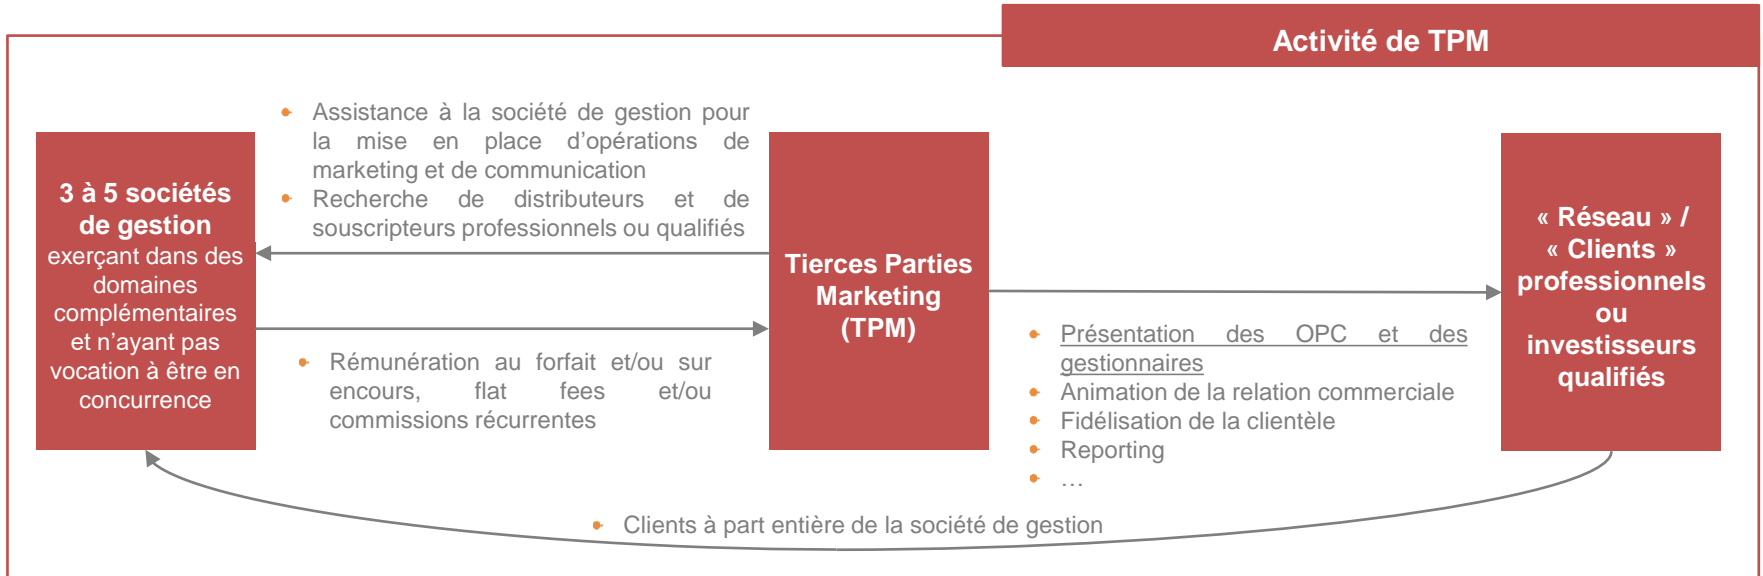 Activité de TPM
3 à 5 sociétés
de gestion
exerçant dans des
domaines
complémentaires
et n'ayant pas
vocation à être en
concurrence
Assistance à la société de gestion pour
la mise en place d'opérations de
marketing et de communication
Recherche de distributeurs et de
souscripteurs professionnels ou qualifiés
Rémunération au forfait et/ou sur
encours, flat fees et/ou
commissions récurrentes
Tierces Parties
Marketing
(TPM)
Présentation des OPC et des
gestionnaires
Animation de la relation commerciale
Fidélisation de la clientèle
Reporting
…
« Réseau » /
« Clients »
professionnels
ou
investisseurs
qualifiés
Clients à part entière de la société de gestion